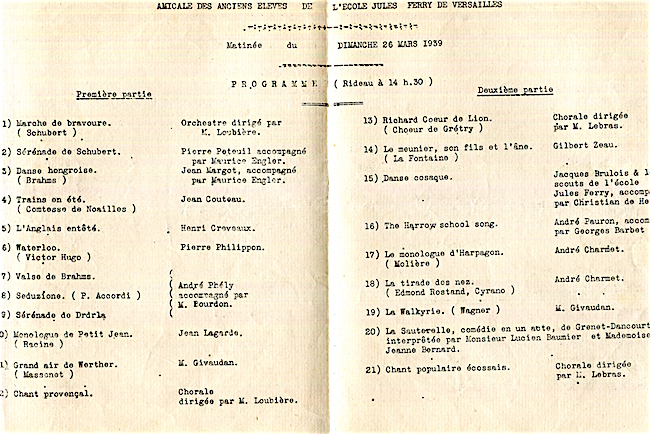 AMICALE DES ANCIENS ELEVES DE L'ECOLE JULES FERRY DE VERSAILLES
Matinée du DIMANCHE 26 MARS 1939
PROGRAMME (Rideau à 14 h.30)
Première partie
1) Marche de bravoure. Orchestre dirigé par
( Schubert ) M. Loubière.
2) Sérénade de Schubert. Pierre Peteuil accompagné
par Maurice Engler.
3) Danse hongroise. Jean Margot, accompagné
( Brahms ) par Maurice Engler.
4) Trains en été. Jean Couteau.
( Comtesse de Noailles )
5) L'Anglais entêté. Henri Creveaux.
6) Waterloo. Pierre Philippon.
( Victor Hugo )
7) Valse de Brahms.
André Phély
8) Seduzione. ( P. Accordi ) accompagné par
M. Bourdon.
9) Sérénade de Drdrla
0) Monologue de Petit Jean. Jean Lagarde.
( Racine )
1) Grand air de Werther. M. Givaudan.
( Massenet )
2) Chant provençal. Chorale
dirigée par M. Loubière.
Deuxième partie
13) Richard Coeur de Lion. Chorale dirigée
( Choeur de Grétry ) par M. Lebras.
14) Le meunier, son fils et l'âne. Gilbert Zeau.
( La Fontaine )
15) Danse cosaque. Jacques Brulois & l
scouts de l'école
Jules Ferry, accomp
par Christian de He
16) The Harrow school song. André Pauron, accom
par Georges Barbet
17) Le monologue d'Harpagon. André Charmet.
( Molière )
18) La tirade des nez. André Charmet.
( Edmond Rostand, Cyrano )
19) La Walkyrie. ( Wagner ) M. Givaudan.
20) La Sauterelle, comédie en un acte, de Grenet-Dancourt
interprêtée par Monsieur Lucien Baumier et Mademoise
Jeanne Bernard.
21) Chant populaire écossais. Chorale dirigée
par M. Lebras.